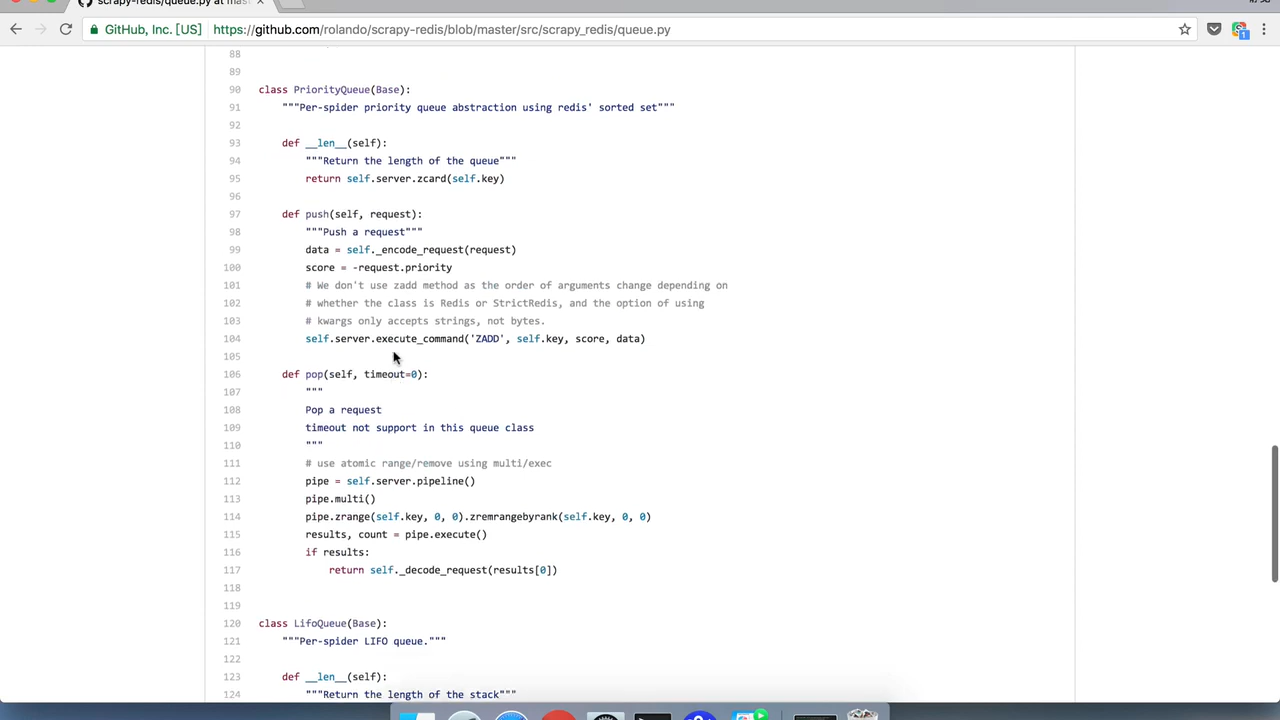 scrapy-redis/queue.py at mast
GitHub, Inc. [US] https://github.com/rolando/scrapy-redis/blob/master/src/scrapy_redis/queue.py
88
89
90 class PriorityQueue(Base):
91 """Per-spider priority queue abstraction using redis' sorted set"""
92
93 def __len__(self):
94 """Return the length of the queue"""
95 return self.server.zcard(self.key)
96
97 def push(self, request):
98 """Push a request"""
99 data = self._encode_request(request)
100 score = -request.priority
101 # We don't use zadd method as the order of arguments change depending on
102 # whether the class is Redis or StrictRedis, and the option of using
103 # kwargs only accepts strings, not bytes.
104 self.server.execute_command('ZADD', self.key, score, data)
105
106 def pop(self, timeout=0):
107 """
108 Pop a request
109 timeout not support in this queue class
110 """
111 # use atomic range/remove using multi/exec
112 pipe = self.server.pipeline()
113 pipe.multi()
114 pipe.zrange(self.key, 0, 0).zremrangebyrank(self.key, 0, 0)
115 results, count = pipe.execute()
116 if results:
117 return self._decode_request(results[0])
118
119
120 class LifoQueue(Base):
121 """Per-spider LIFO queue."""
122
123 def __len__(self):
124 """Return the length of the stack"""